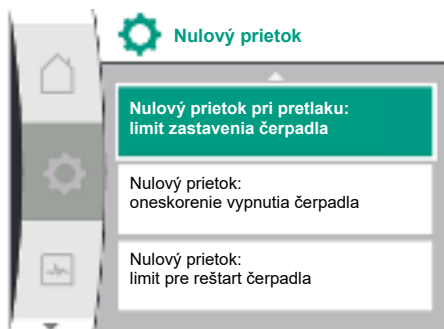 Nulový prietok
Nulový prietok pri pretlaku:
limit zastavenia čerpadla
Nulový prietok:
oneskorenie vypnutia čerpadla
Nulový prietok:
limit pre reštart čerpadla